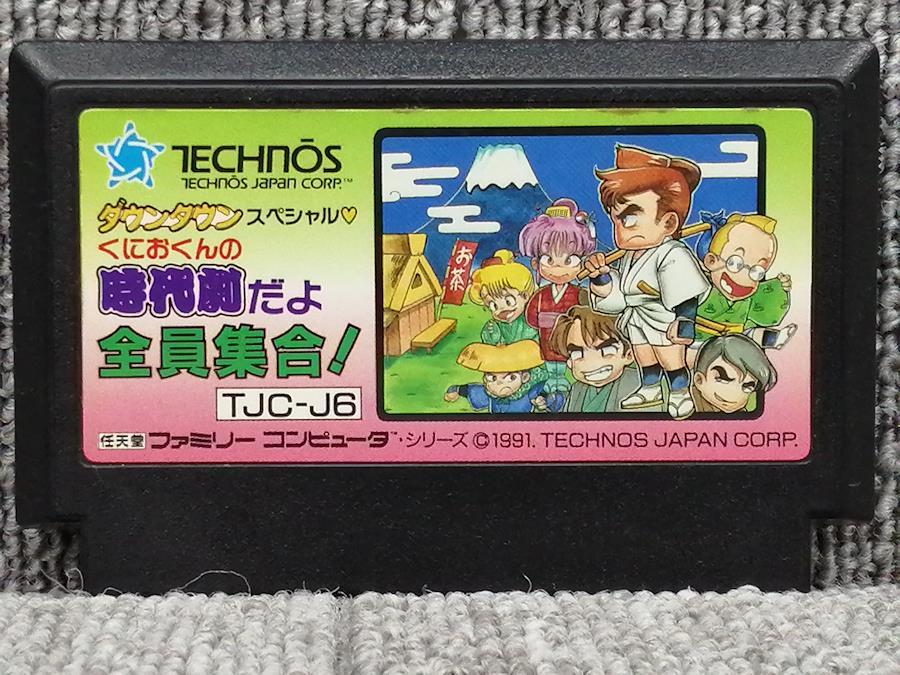 TECHNŌS
TECHNŌS JAPAN CORP.™
ダウンタウン スペシャル♥
くにおくんの
時代劇だよ
全員集合!
TJC-J6
お茶
任天堂 ファミリー コンピュータ™・シリーズ ©1991. TECHNOS JAPAN CORP.